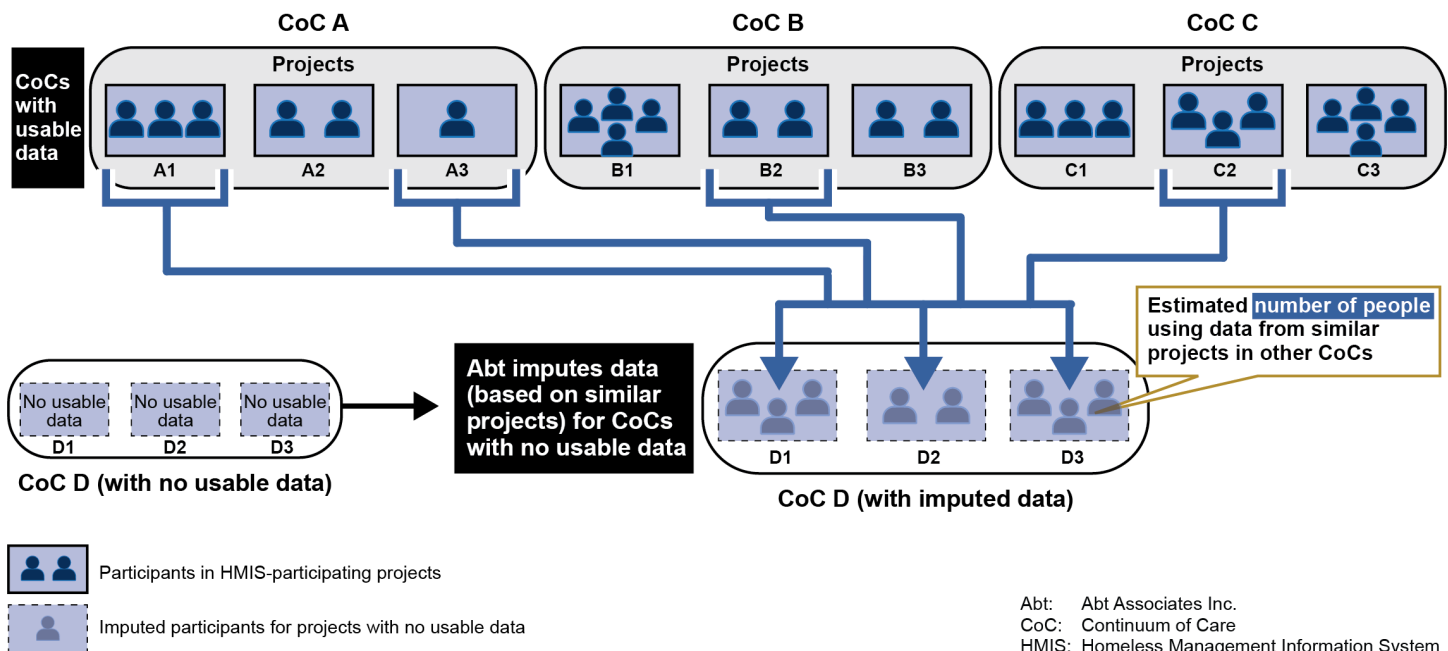 CoC A
CoC B
CoC C
CoCs
with
usable
data
Projects
Projects
Projects
A1
A2
A3
B1
B2
B3
C1
C2
C3
Estimated number of people
using data from similar
projects in other CoCs
No usable
data
No usable
data
No usable
data
D1
D2
D3
CoC D (with no usable data)
Abt imputes data
(based on similar
projects) for CoCs
with no usable data
D1
D2
D3
CoC D (with imputed data)
Participants in HMIS-participating projects
Imputed participants for projects with no usable data
Abt: Abt Associates Inc.
CoC: Continuum of Care
HMIS: Homeless Management Information System